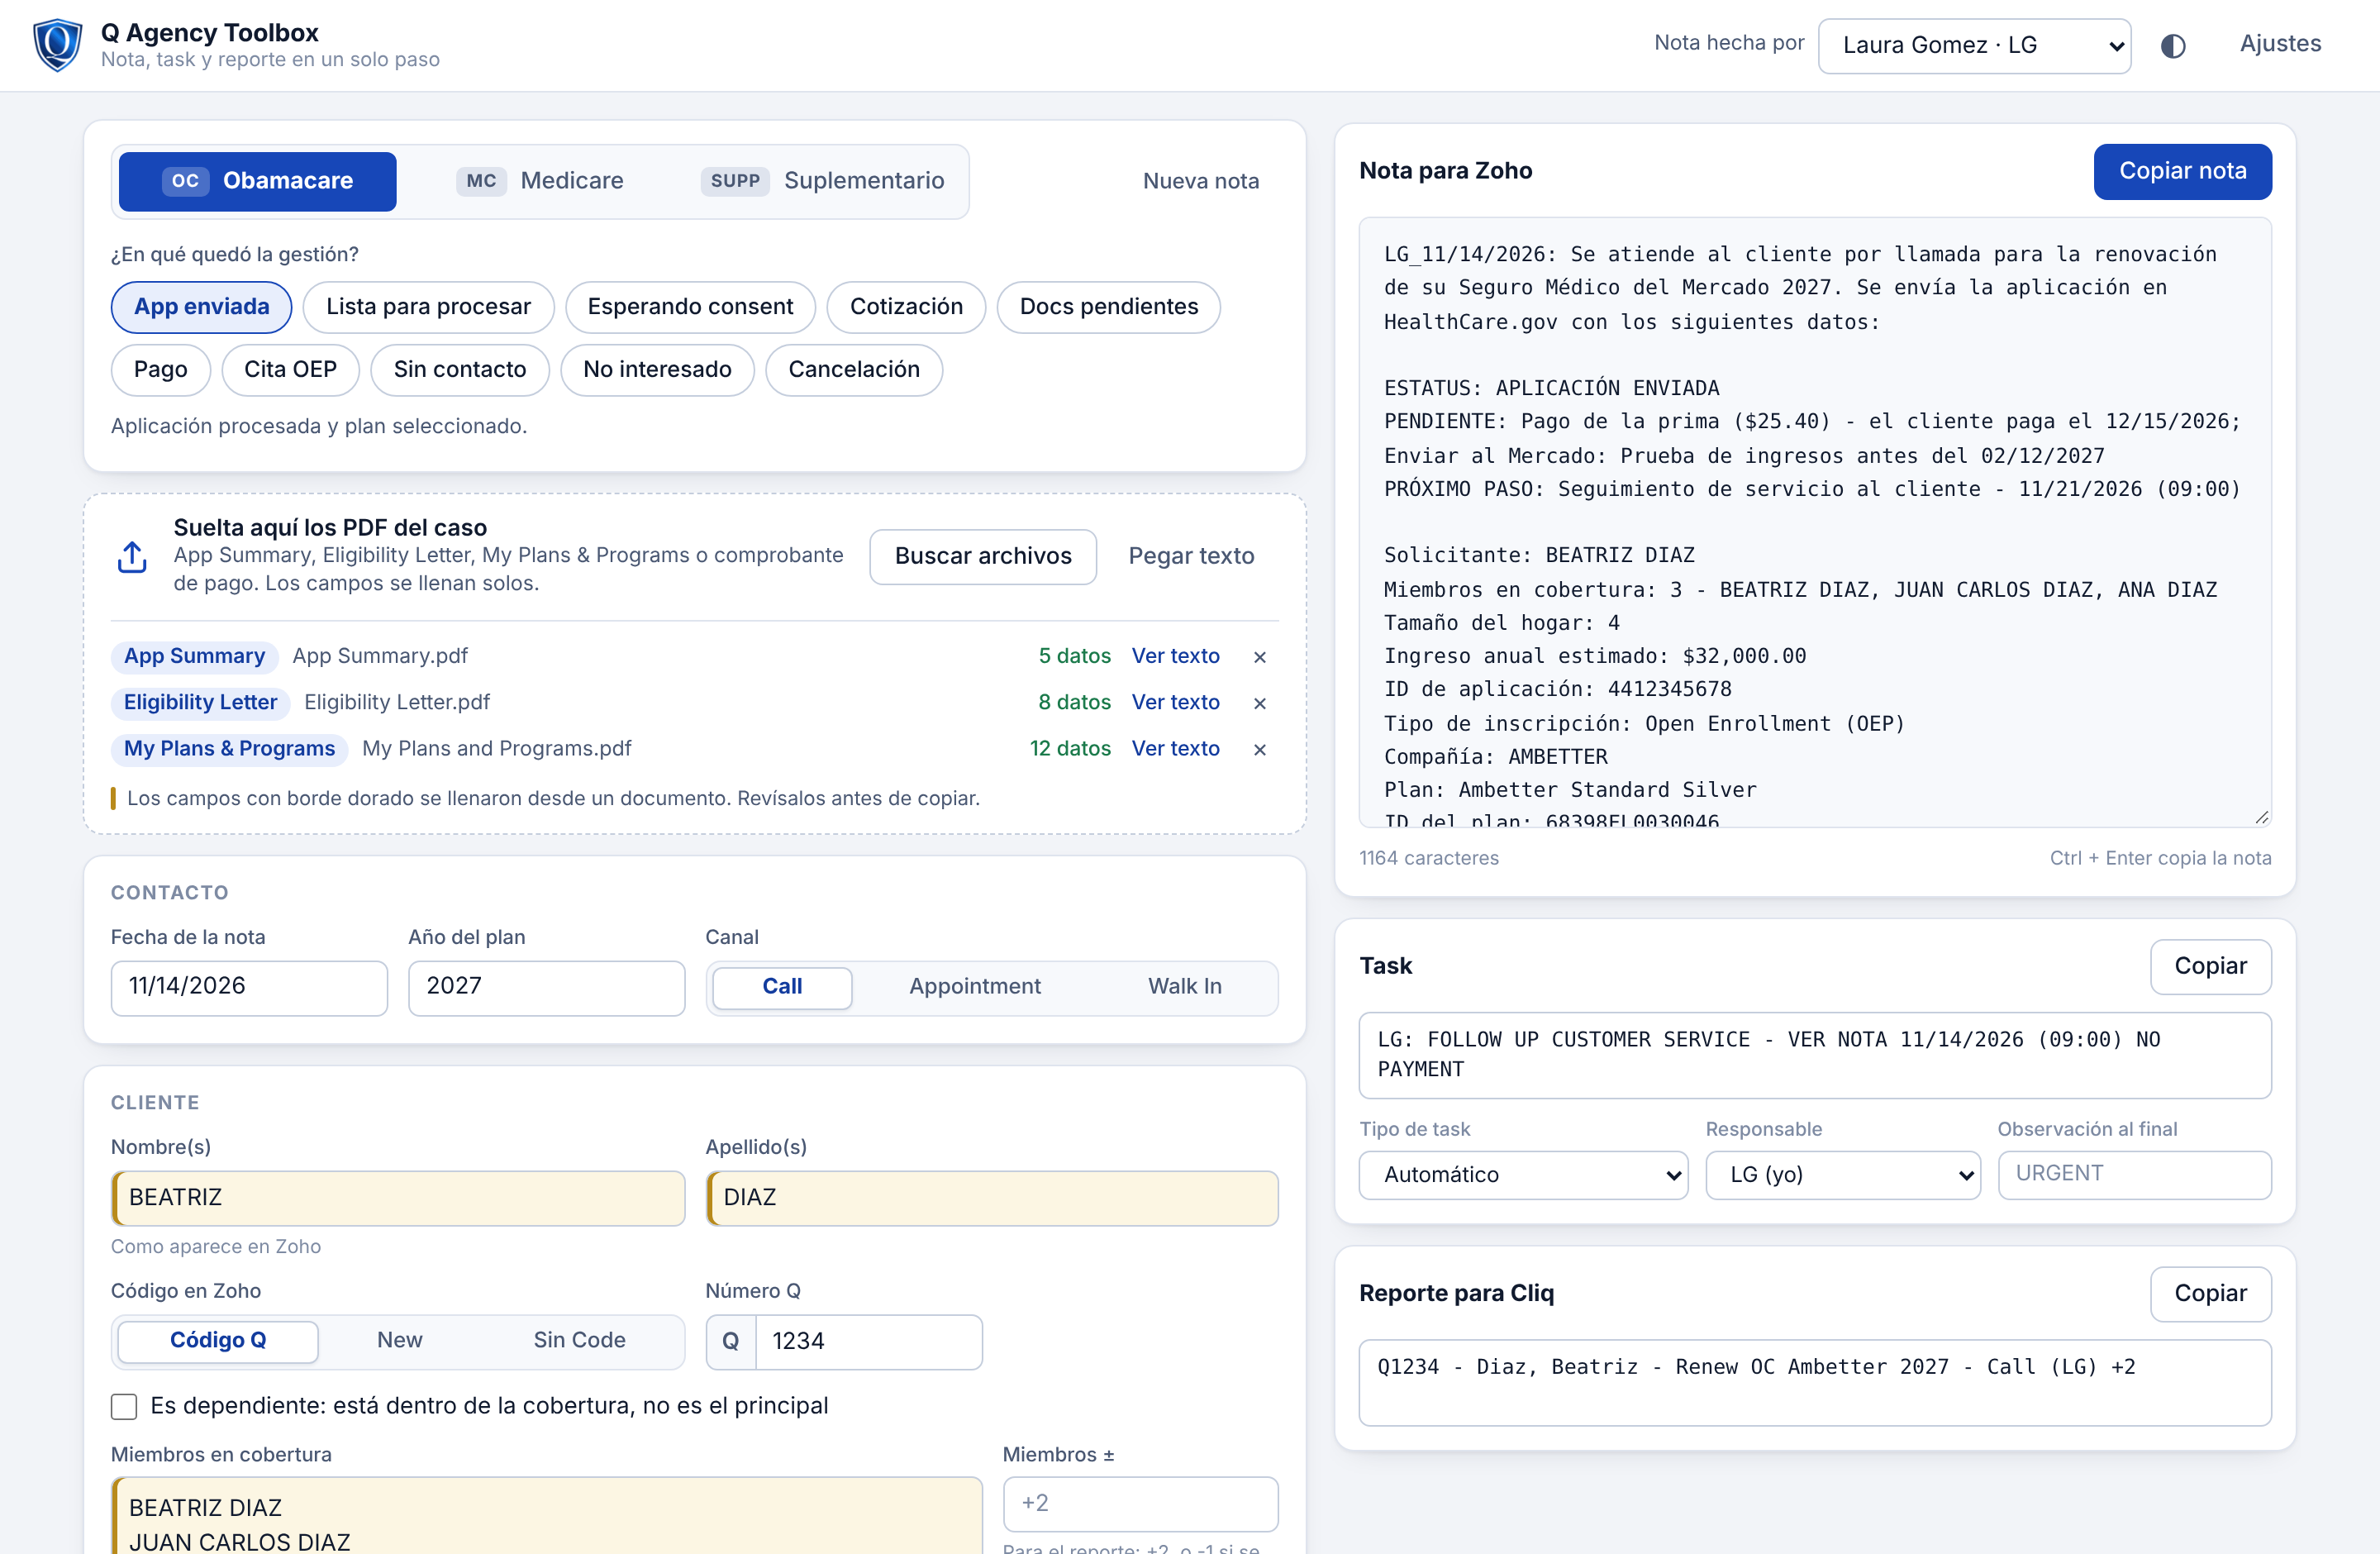 Q Agency Toolbox
Nota, task y reporte en un solo paso
Nota hecha por
Laura Gomez · LG
Ajustes
OC Obamacare
MC Medicare
SUPP Suplementario
Nueva nota
¿En qué quedó la gestión?
App enviada
Lista para procesar
Esperando consent
Cotización
Docs pendientes
Pago
Cita OEP
Sin contacto
No interesado
Cancelación
Aplicación procesada y plan seleccionado.
Suelta aquí los PDF del caso
App Summary, Eligibility Letter, My Plans & Programs o comprobante
de pago. Los campos se llenan solos.
Buscar archivos
Pegar texto
App Summary App Summary.pdf 5 datos Ver texto ×
Eligibility Letter Eligibility Letter.pdf 8 datos Ver texto ×
My Plans & Programs My Plans and Programs.pdf 12 datos Ver texto ×
Los campos con borde dorado se llenaron desde un documento. Revísalos antes de copiar.
CONTACTO
Fecha de la nota
Año del plan
Canal
11/14/2026
2027
Call
Appointment
Walk In
CLIENTE
Nombre(s)
Apellido(s)
BEATRIZ
DIAZ
Como aparece en Zoho
Código en Zoho
Número Q
Código Q
New
Sin Code
Q 1234
Es dependiente: está dentro de la cobertura, no es el principal
Miembros en cobertura
Miembros ±
BEATRIZ DIAZ
JUAN CARLOS DIAZ
+2
Para el reporte: +2, o -1 si se
Nota para Zoho
Copiar nota
LG_11/14/2026: Se atiende al cliente por llamada para la renovación
de su Seguro Médico del Mercado 2027. Se envía la aplicación en
HealthCare.gov con los siguientes datos:
ESTATUS: APLICACIÓN ENVIADA
PENDIENTE: Pago de la prima ($25.40) - el cliente paga el 12/15/2026;
Enviar al Mercado: Prueba de ingresos antes del 02/12/2027
PRÓXIMO PASO: Seguimiento de servicio al cliente - 11/21/2026 (09:00)
Solicitante: BEATRIZ DIAZ
Miembros en cobertura: 3 - BEATRIZ DIAZ, JUAN CARLOS DIAZ, ANA DIAZ
Tamaño del hogar: 4
Ingreso anual estimado: $32,000.00
ID de aplicación: 4412345678
Tipo de inscripción: Open Enrollment (OEP)
Compañía: AMBETTER
Plan: Ambetter Standard Silver
ID del plan: 68398FL0030046
1164 caracteres
Ctrl + Enter copia la nota
Task
Copiar
LG: FOLLOW UP CUSTOMER SERVICE - VER NOTA 11/14/2026 (09:00) NO
PAYMENT
Tipo de task
Responsable
Observación al final
Automático
LG (yo)
URGENT
Reporte para Cliq
Copiar
Q1234 - Diaz, Beatriz - Renew OC Ambetter 2027 - Call (LG) +2